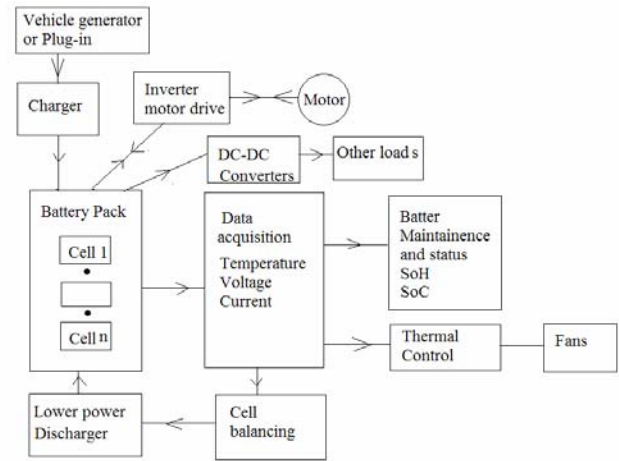 Vehicle generator
or Plug-in
Charger
Inverter
motor drive
Motor
DC-DC
Converters
Other loads
Battery Pack
Cell 1
Cell n
Data
acquisition
Temperature
Voltage
Current
Batter
Maintainence
and status
SoH
SoC
Thermal
Control
Fans
Lower power
Discharger
Cell
balancing